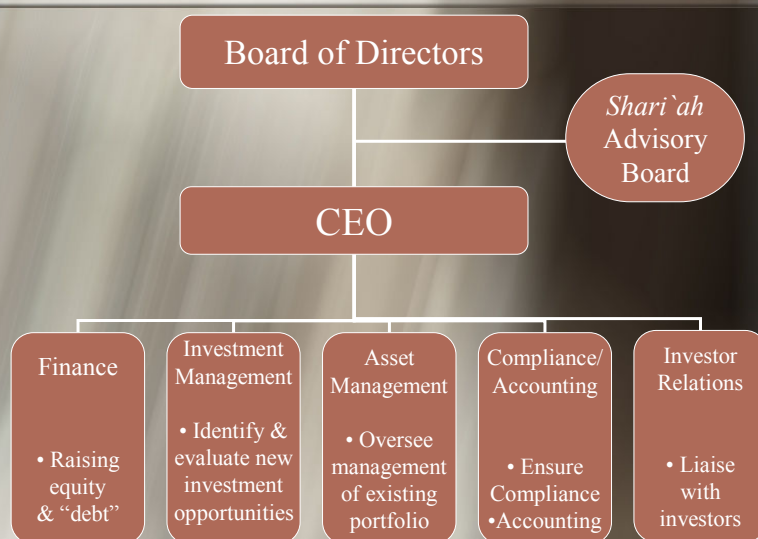 Board of Directors
Shari`ah
Advisory
Board
CEO
Finance
• Raising
equity
& “debt”
Investment
Management
• Identify &
evaluate new
investment
opportunities
Asset
Management
• Oversee
management
of existing
portfolio
Compliance/
Accounting
• Ensure
Compliance
•Accounting
Investor
Relations
• Liaise
with
investors